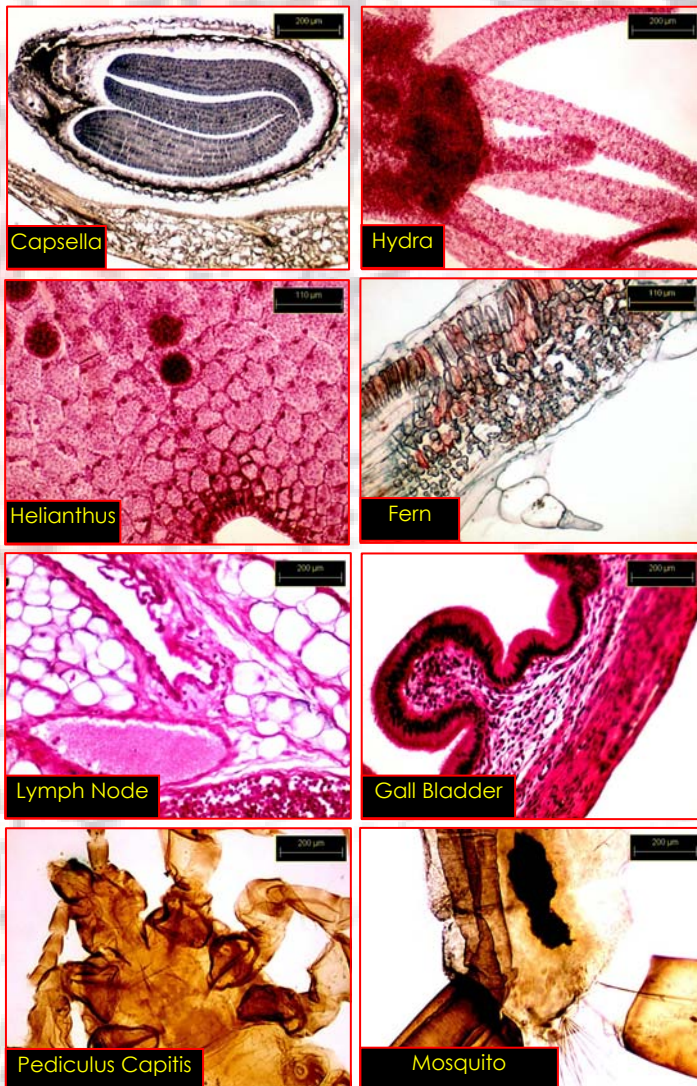 200 µm
Capsella
200 µm
Hydra
110 µm
Helianthus
110 µm
Fern
200 µm
Lymph Node
200 µm
Gall Bladder
200 µm
Pediculus Capitis
200 µm
Mosquito